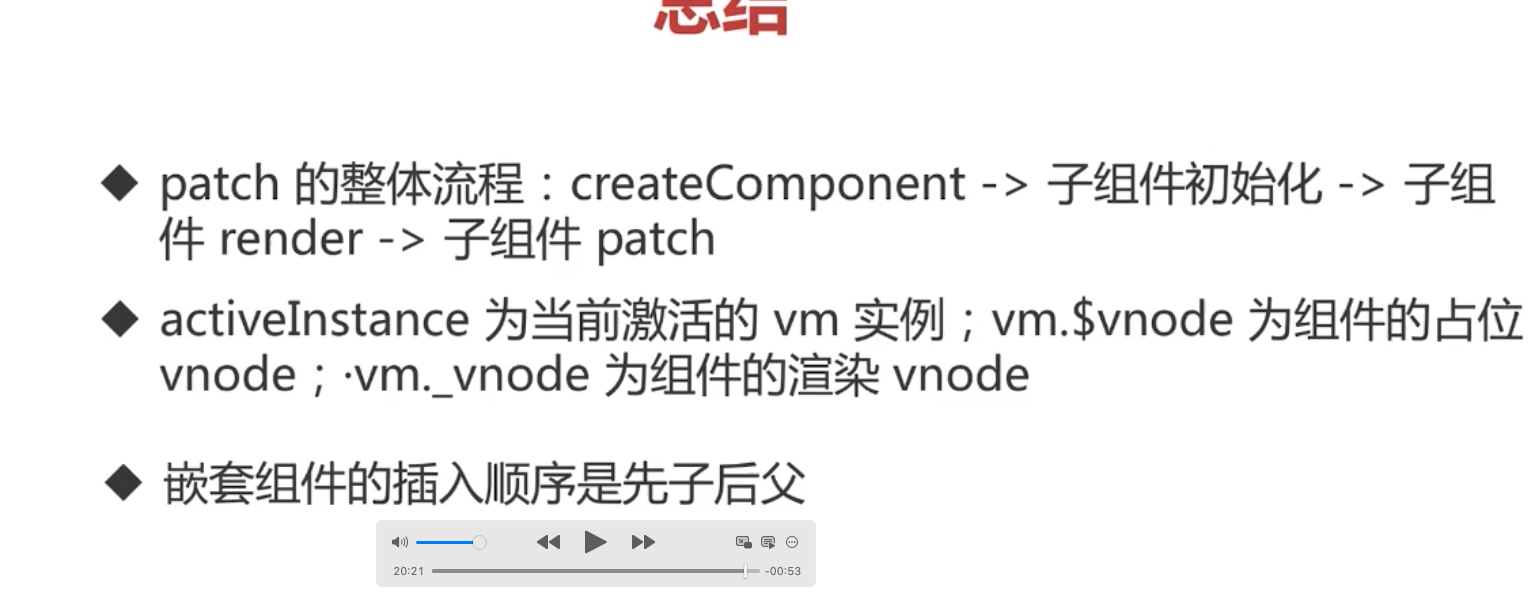 总结
patch 的整体流程：createComponent -> 子组件初始化 -> 子组
件 render -> 子组件 patch
activeInstance 为当前激活的 vm 实例；vm.$vnode 为组件的占位
vnode；·vm._vnode 为组件的渲染 vnode
嵌套组件的插入顺序是先子后父
20:21
-00:53